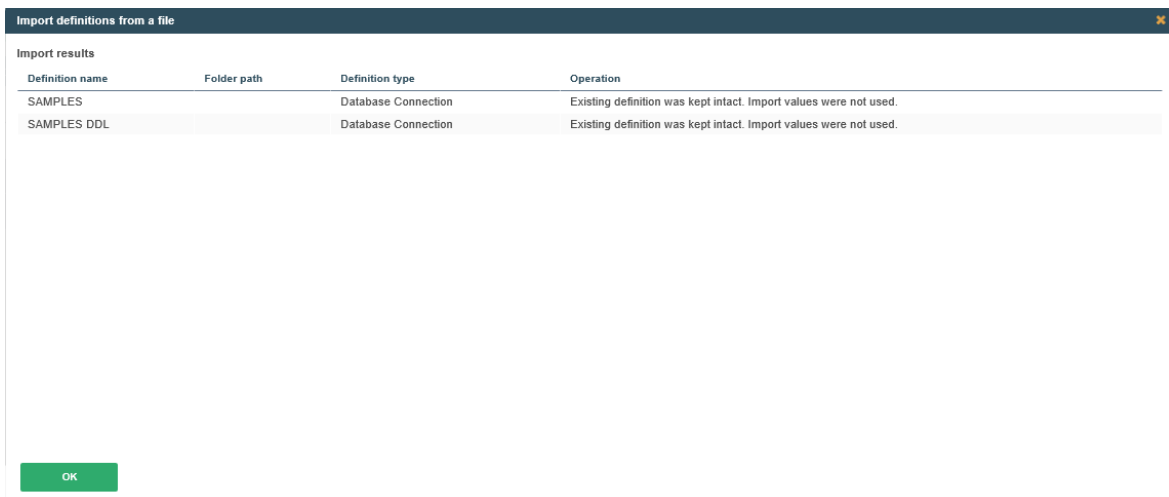 Import definitions from a file
Import results
Definition name Folder path Definition type Operation
SAMPLES Database Connection Existing definition was kept intact. Import values were not used.
SAMPLES DDL Database Connection Existing definition was kept intact. Import values were not used.
OK